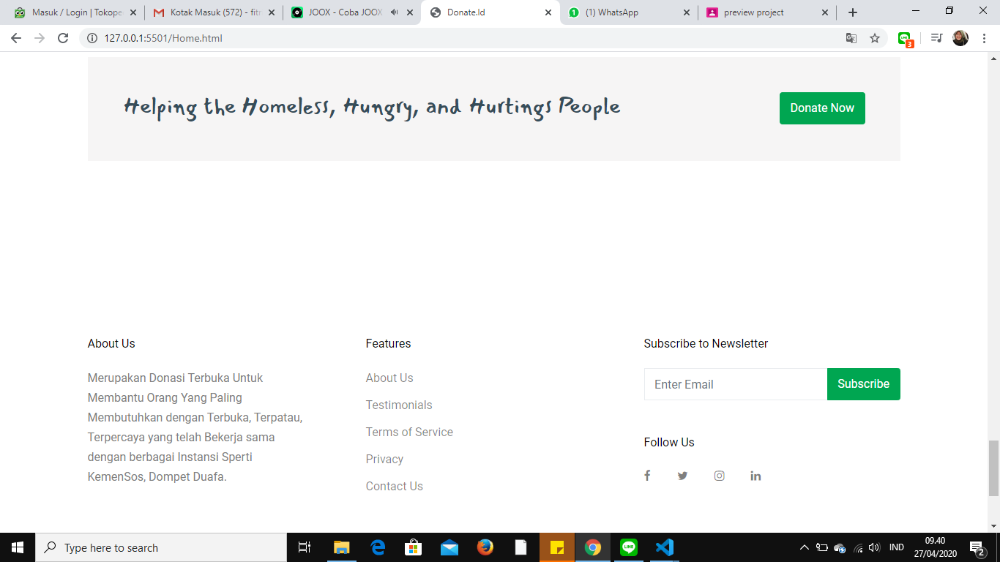 Masuk / Login | Tokope
Kotak Masuk (572) - fitr
JOOX - Coba JOOX
Donate.Id
(1) WhatsApp
preview project
127.0.0.1:5501/Home.html
3
Helping the Homeless, Hungry, and Hurtings People
Donate Now
About Us
Merupakan Donasi Terbuka Untuk
Membantu Orang Yang Paling
Membutuhkan dengan Terbuka, Terpatau,
Terpercaya yang telah Bekerja sama
dengan berbagai Instansi Sperti
KemenSos, Dompet Duafa.
Features
About Us
Testimonials
Terms of Service
Privacy
Contact Us
Subscribe to Newsletter
Enter Email
Subscribe
Follow Us
Type here to search
LINE
IND
09.40
27/04/2020
2